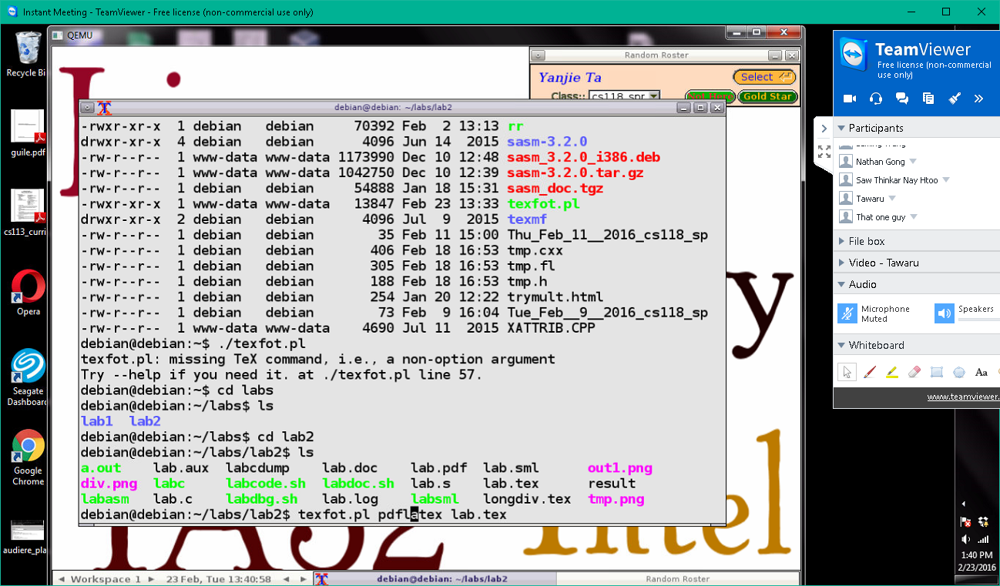 Instant Meeting - TeamViewer - Free license (non-commercial use only)
Recycle Bi
guile.pdf
cs113_curri
Opera
Seagate
Dashboard
Google
Chrome
audiere_pla
QEMU
Random Roster
Yanjie Ta
Select
Class::
cs118_spr
Gold Star
debian@debian: ~/labs/lab2
-rwxr-xr-x 1 debian debian 70392 Feb 2 13:13 rr
drwxr-xr-x 4 debian debian 4096 Jun 14 2015 sasm-3.2.0
-rw-r--r-- 1 www-data www-data 1173990 Dec 10 12:48 sasm_3.2.0_i386.deb
-rw-r--r-- 1 www-data www-data 1042750 Dec 10 12:39 sasm-3.2.0.tar.gz
-rw-r--r-- 1 www-data www-data 54888 Jan 18 15:31 sasm_doc.tgz
-rwxr-xr-x 1 www-data www-data 13847 Feb 23 13:33 texfot.pl
drwxr-xr-x 2 debian debian 4096 Jul 9 2015 texmf
-rw-r--r-- 1 debian debian 35 Feb 11 15:00 Thu_Feb_11__2016_cs118_sp
-rw-r--r-- 1 debian debian 406 Feb 18 16:53 tmp.cxx
-rw-r--r-- 1 debian debian 305 Feb 18 16:53 tmp.fl
-rw-r--r-- 1 debian debian 188 Feb 18 16:53 tmp.h
-rw-r--r-- 1 debian debian 254 Jan 20 12:22 trymult.html
-rw-r--r-- 1 debian debian 73 Feb 9 16:04 Tue_Feb__9__2016_cs118_sp
-rw-r--r-- 1 www-data www-data 4690 Jul 11 2015 XATTRIB.CPP
debian@debian:~$ ./texfot.pl
texfot.pl: missing TeX command, i.e., a non-option argument
Try --help if you need it. at ./texfot.pl line 57.
debian@debian:~$ cd labs
debian@debian:~/labs$ ls
lab1 lab2
debian@debian:~/labs$ cd lab2
debian@debian:~/labs/lab2$ ls
a.out lab.aux labcdump lab.doc lab.pdf lab.sml out1.png
div.png labc labcode.sh labdoc.sh lab.s lab.tex result
labasm lab.c labdbg.sh lab.log labsml longdiv.tex tmp.png
debian@debian:~/labs/lab2$ texfot.pl pdflatex lab.tex
y
Intel
Workspace 1 23 Feb, Tue 13:40:58 debian@debian: ~/labs/lab2 Random Roster
TeamViewer
Free license (non-commercial
use only)
Participants
Nathan Gong
Saw Thinkar Nay Htoo
Tawaru
That one guy
File box
Video - Tawaru
Audio
Microphone
Muted
Speakers
Whiteboard
Aa
www.teamviewer.
1:40 PM
2/23/2016